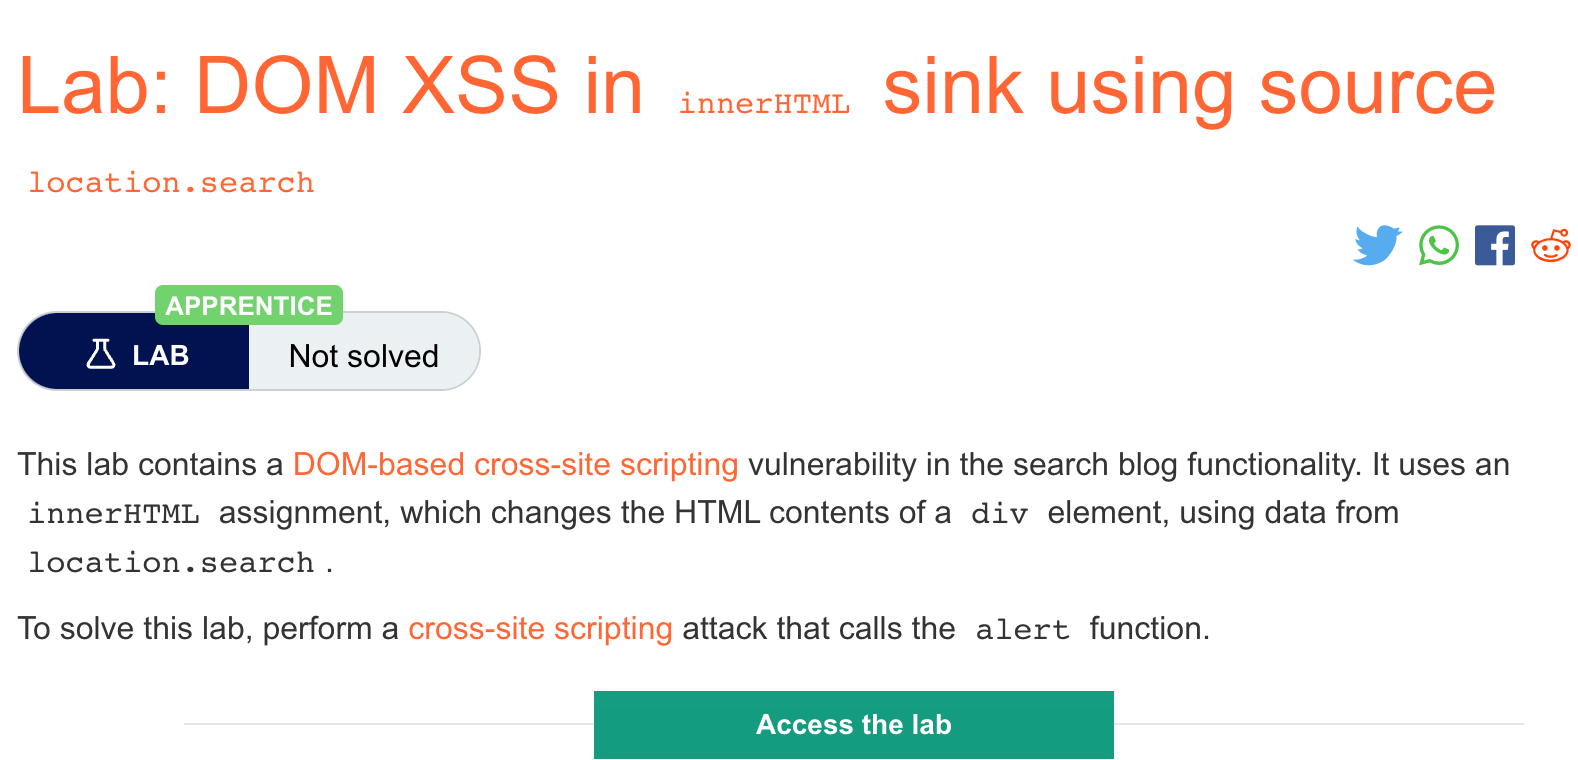 Lab: DOM XSS in innerHTML sink using source
location.search
APPRENTICE
LAB Not solved
This lab contains a DOM-based cross-site scripting vulnerability in the search blog functionality. It uses an
innerHTML assignment, which changes the HTML contents of a div element, using data from
location.search .
To solve this lab, perform a cross-site scripting attack that calls the alert function.
Access the lab